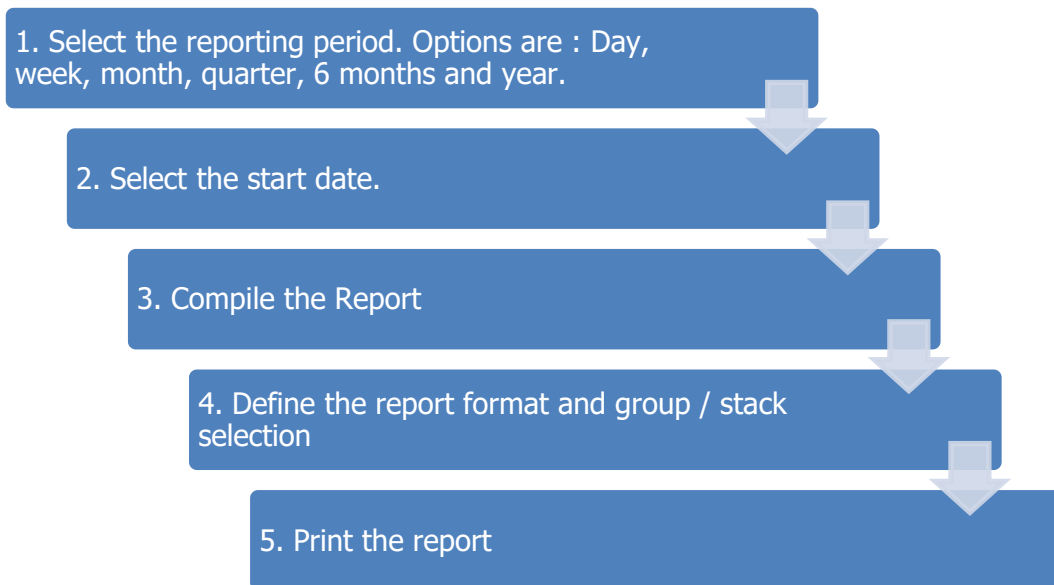 1. Select the reporting period. Options are : Day,
week, month, quarter, 6 months and year.
2. Select the start date.
3. Compile the Report
4. Define the report format and group / stack
selection
5. Print the report